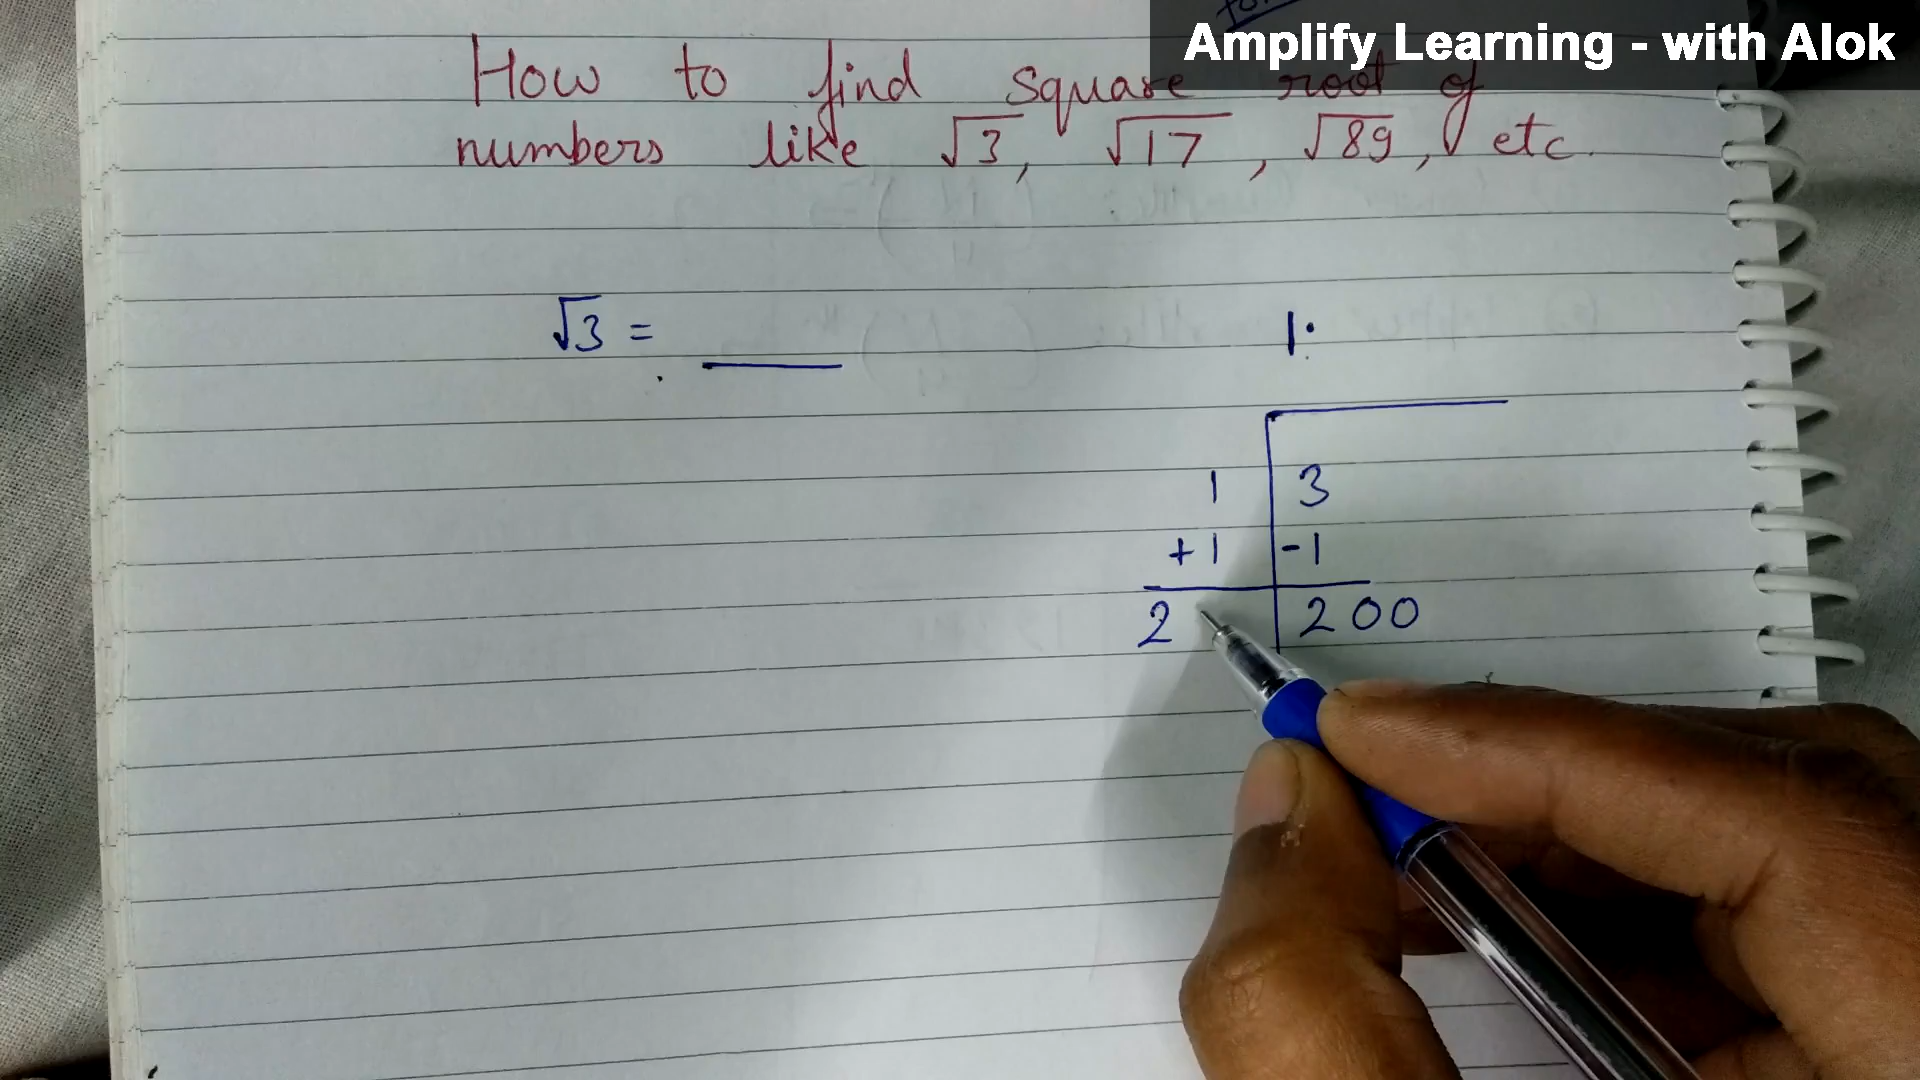 Amplify Learning - with Alok
How to find square root of
numbers like √3, √17, √89, etc.
√3 = ____
1.
1 3
+1 -1
2 200